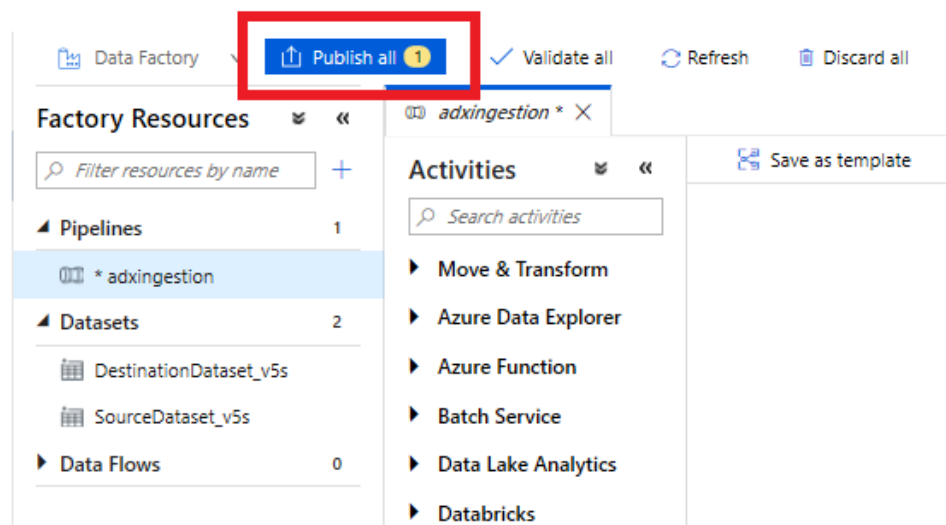 Data Factory
Publish all 1
Validate all
Refresh
Discard all
Factory Resources
Filter resources by name
Pipelines 1
* adxingestion
Datasets 2
DestinationDataset_v5s
SourceDataset_v5s
Data Flows 0
adxingestion *
Activities
Search activities
Move & Transform
Azure Data Explorer
Azure Function
Batch Service
Data Lake Analytics
Databricks
Save as template